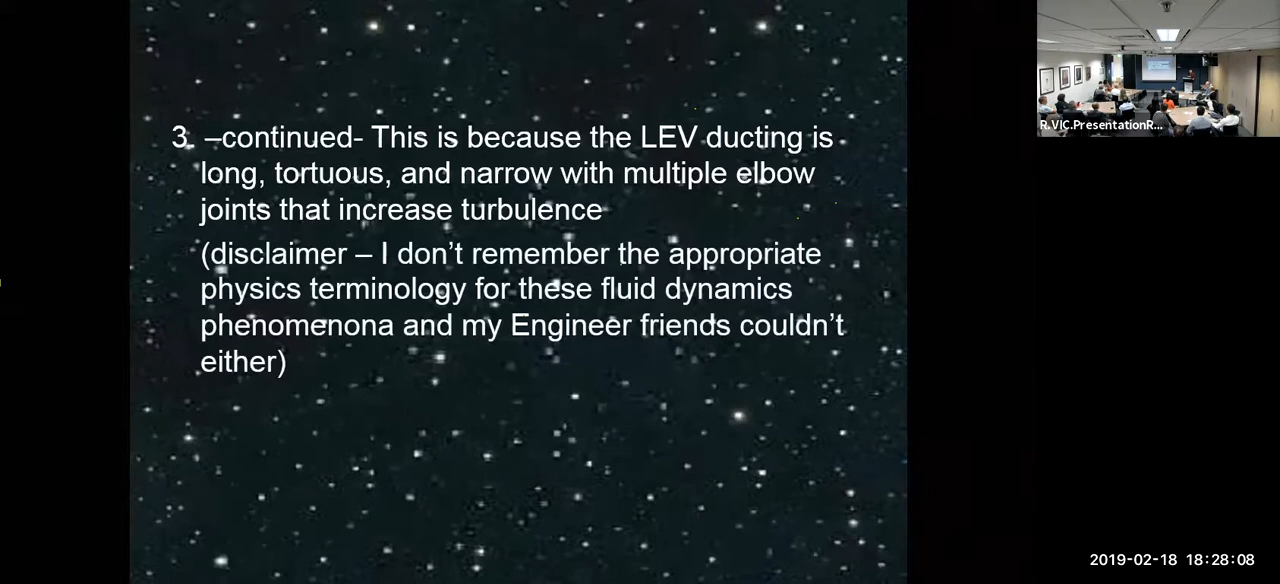 R.VIC.PresentationR...
3. –continued- This is because the LEV ducting is
long, tortuous, and narrow with multiple elbow
joints that increase turbulence
(disclaimer – I don’t remember the appropriate
physics terminology for these fluid dynamics
phenomenona and my Engineer friends couldn’t
either)
2019-02-18 18:28:08